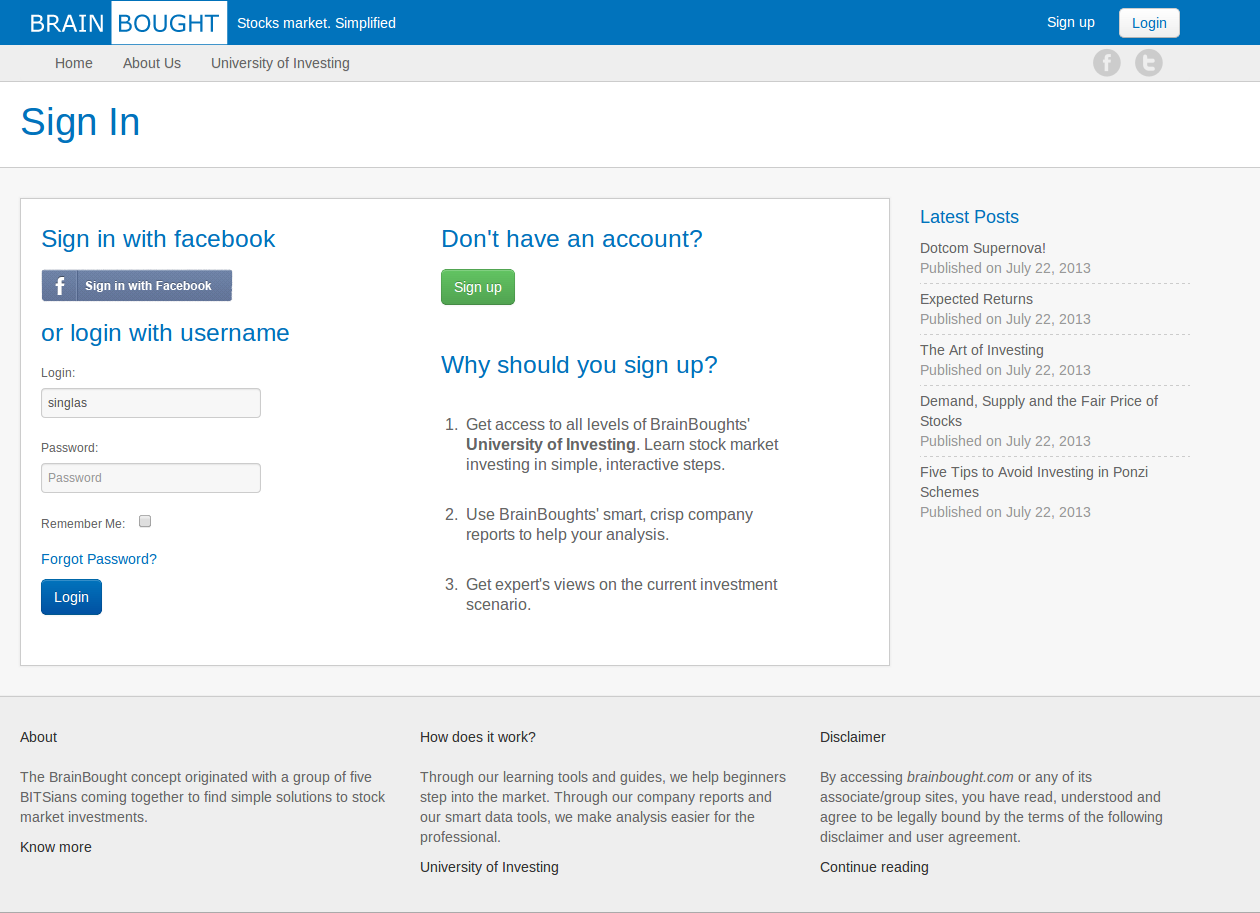 BRAIN BOUGHT Stocks market. Simplified
Sign up
Login
Home
About Us
University of Investing
Sign In
Sign in with facebook
Sign in with Facebook
or login with username
Login:
singlas
Password:
Password
Remember Me:
Forgot Password?
Login
Don't have an account?
Sign up
Why should you sign up?
1. Get access to all levels of BrainBoughts'
University of Investing. Learn stock market
investing in simple, interactive steps.
2. Use BrainBoughts' smart, crisp company
reports to help your analysis.
3. Get expert's views on the current investment
scenario.
Latest Posts
Dotcom Supernova!
Published on July 22, 2013
Expected Returns
Published on July 22, 2013
The Art of Investing
Published on July 22, 2013
Demand, Supply and the Fair Price of
Stocks
Published on July 22, 2013
Five Tips to Avoid Investing in Ponzi
Schemes
Published on July 22, 2013
About
The BrainBought concept originated with a group of five
BITSians coming together to find simple solutions to stock
market investments.
Know more
How does it work?
Through our learning tools and guides, we help beginners
step into the market. Through our company reports and
our smart data tools, we make analysis easier for the
professional.
University of Investing
Disclaimer
By accessing brainbought.com or any of its
associate/group sites, you have read, understood and
agree to be legally bound by the terms of the following
disclaimer and user agreement.
Continue reading